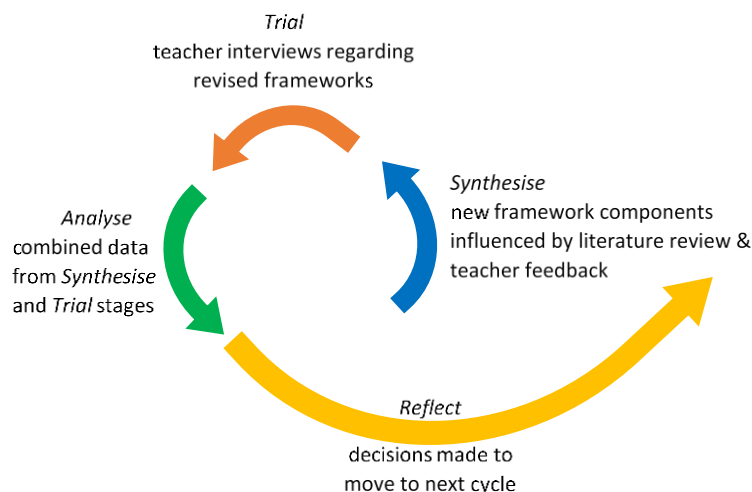 Trial
teacher interviews regarding
revised frameworks
Synthesise
new framework components
influenced by literature review &
teacher feedback
Analyse
combined data
from Synthesise
and Trial stages
Reflect
decisions made to
move to next cycle